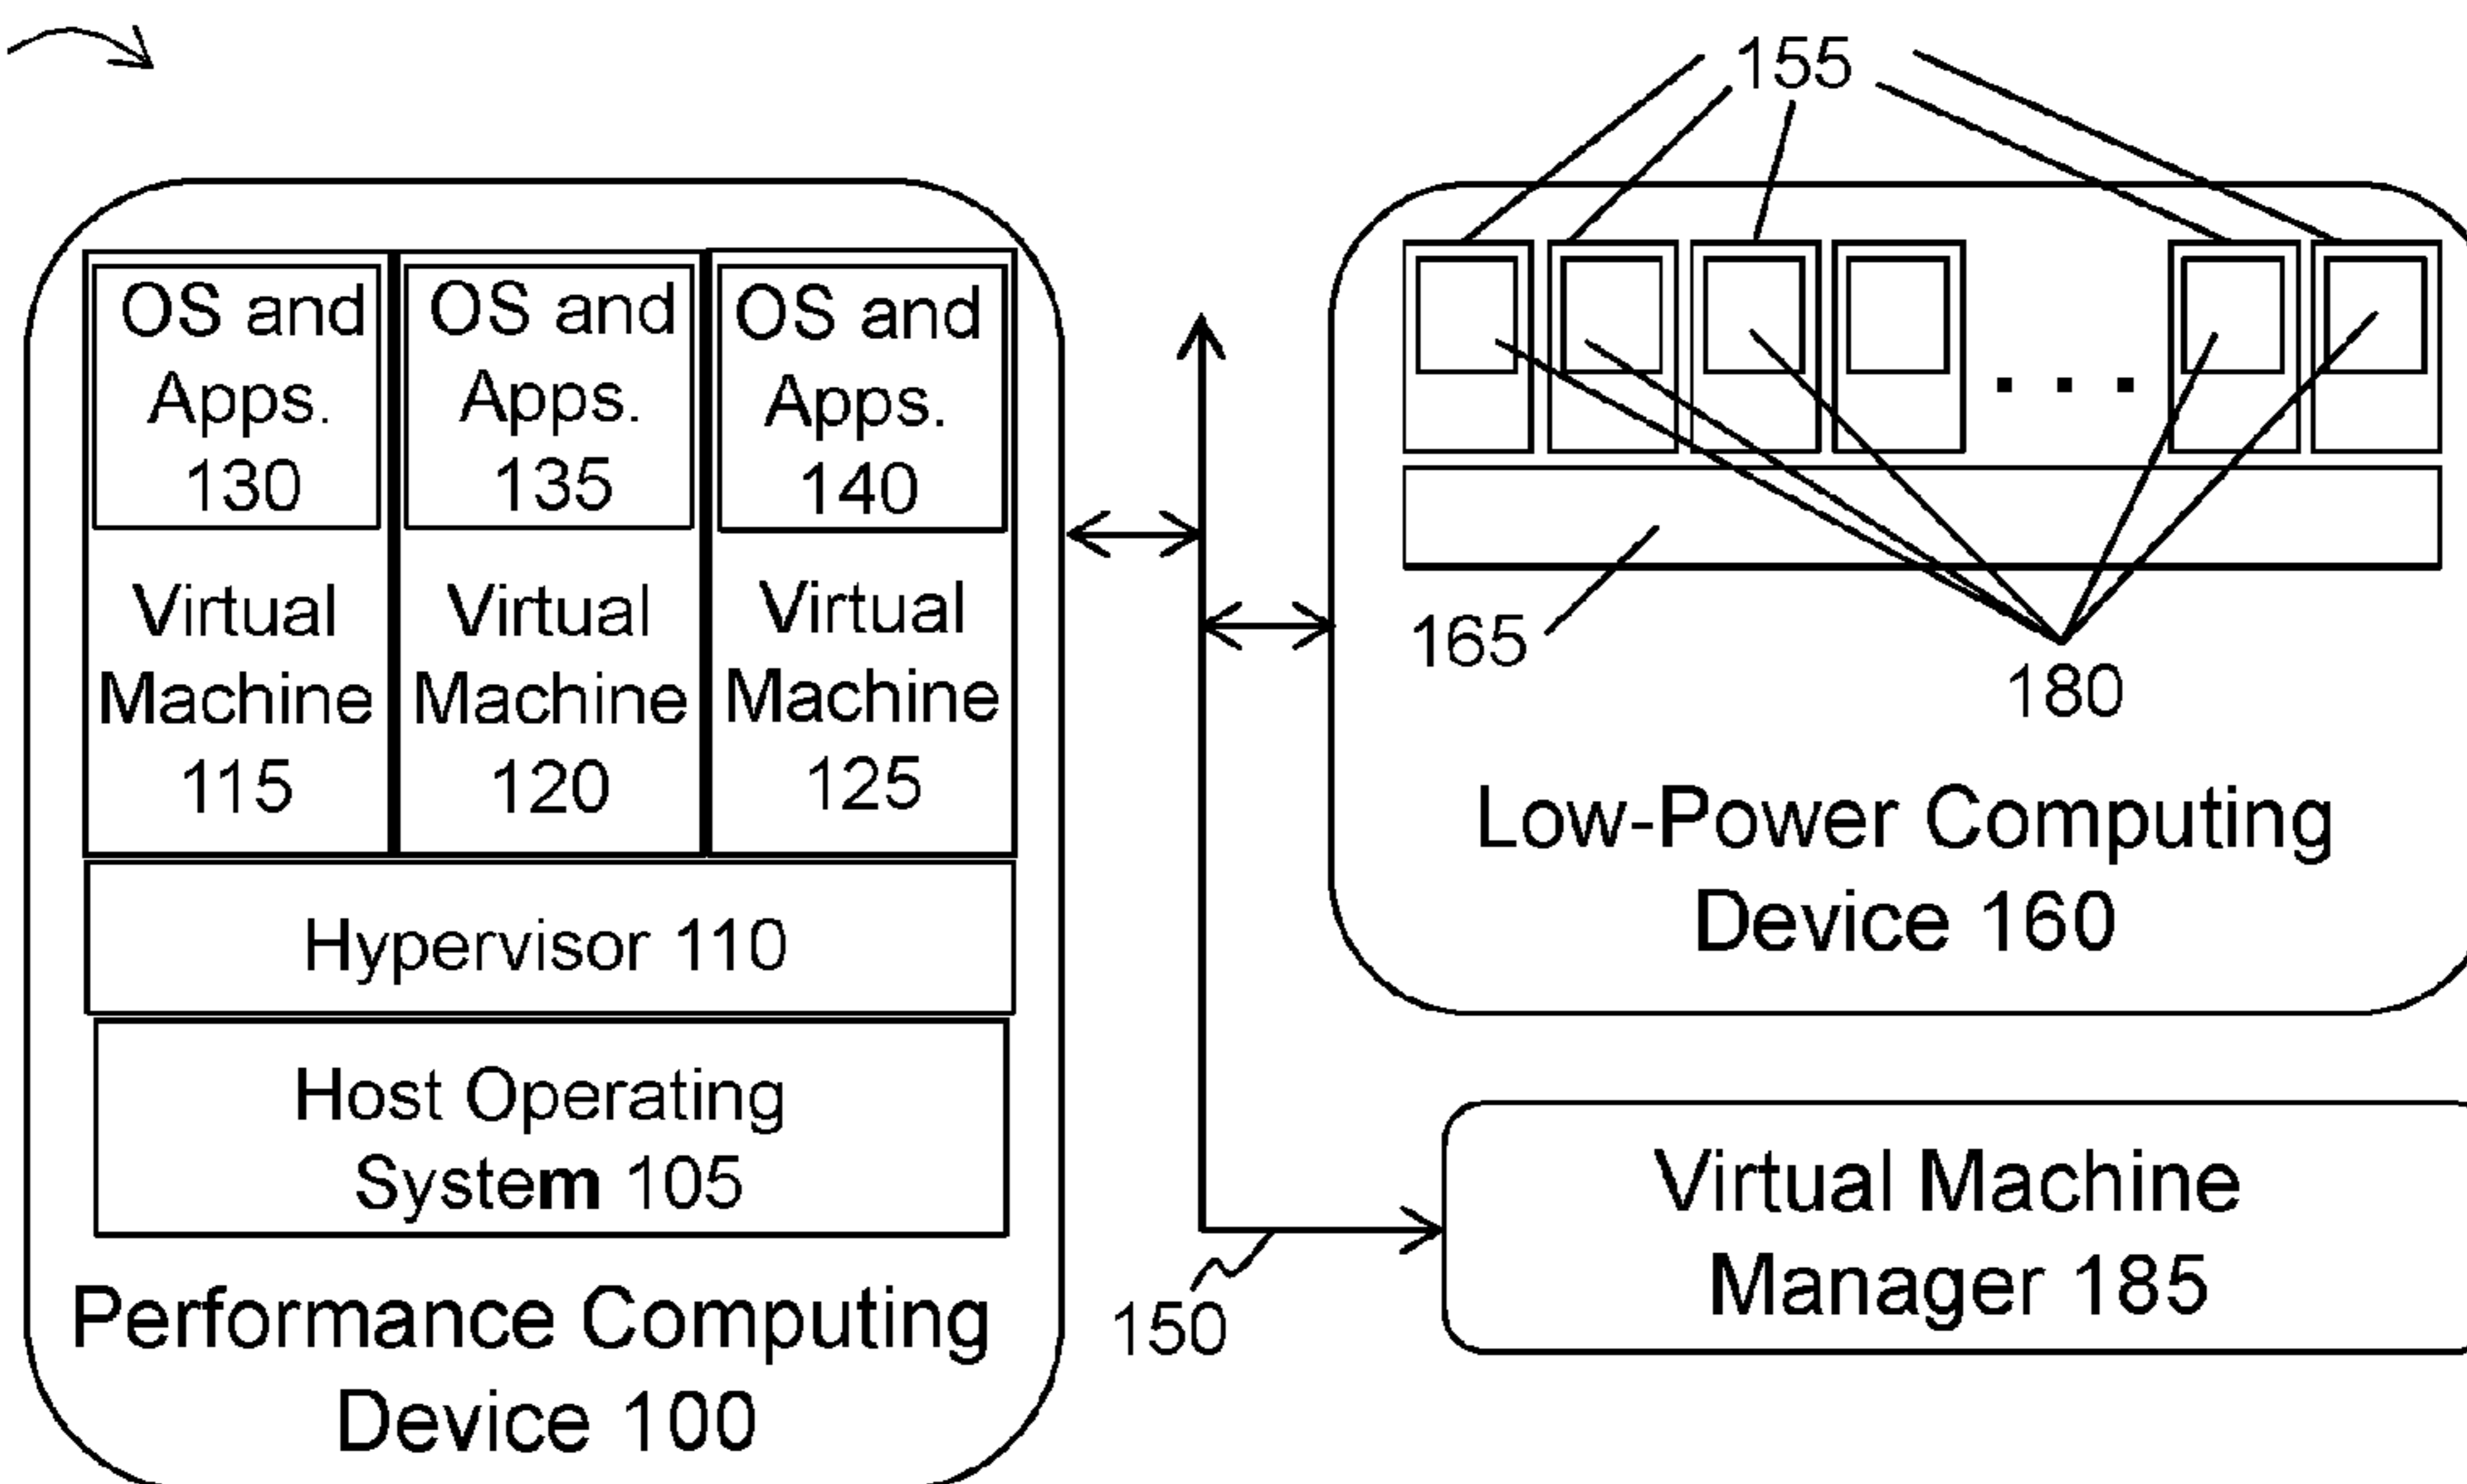 OS and
Apps.
130
Virtual
Machine
115
OS and
Apps.
135
Virtual
Machine
120
OS and
Apps.
140
Virtual
Machine
125
Hypervisor 110
Host Operating
System 105
Performance Computing
Device 100
150
155
165
180
Low-Power Computing
Device 160
Virtual Machine
Manager 185